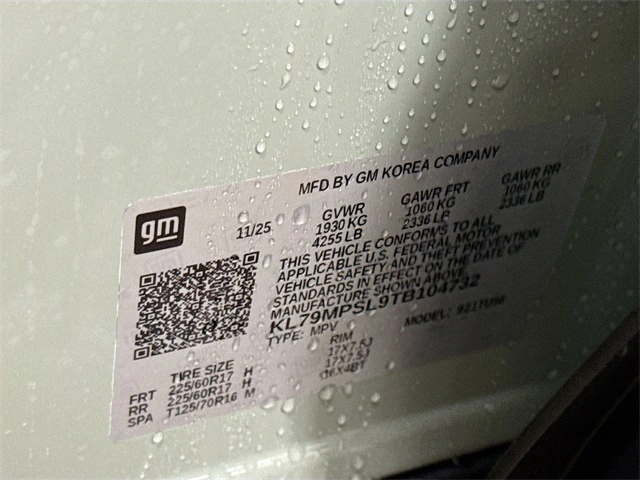 MFD BY GM KOREA COMPANY
gm
11/25 GVWR GAWR FRT GAWR RR
1930 KG 1060 KG 1060 KG
4255 LB 2336 LB 2336 LB
THIS VEHICLE CONFORMS TO ALL
APPLICABLE U.S. FEDERAL MOTOR
VEHICLE SAFETY AND THEFT PREVENTION
STANDARDS IN EFFECT ON THE DATE OF
MANUFACTURE SHOWN ABOVE
KL79MPSL9TB104732
TYPE: MPV MODEL:
TIRE SIZE RIM
FRT 225/60R17 H 17X7.5J
RR 225/60R17 H 17X7.5J
SPA T125/70R16 M 16X4BT